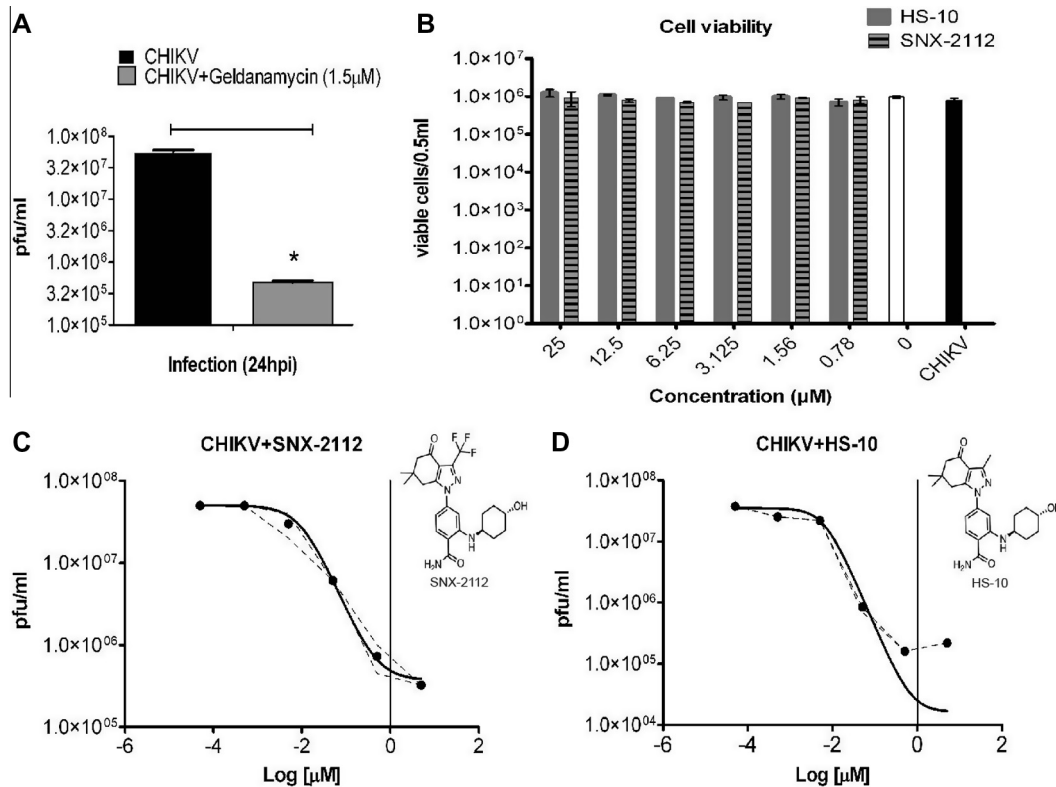 A
CHIKV
CHIKV+Geldanamycin (1.5µM)
1.0×10⁸
3.2×10⁷
1.0×10⁷
3.2×10⁶
1.0×10⁶
3.2×10⁵
1.0×10⁵
pfu/ml
*
Infection (24hpi)
B
Cell viability
HS-10
SNX-2112
1.0×10⁷
1.0×10⁶
1.0×10⁵
1.0×10⁴
1.0×10³
1.0×10²
1.0×10¹
1.0×10⁰
viable cells/0.5ml
25
12.5
6.25
3.125
1.56
0.78
0
CHIKV
Concentration (µM)
C
CHIKV+SNX-2112
1.0×10⁰⁸
1.0×10⁰⁷
1.0×10⁰⁶
1.0×10⁰⁵
pfu/ml
-6
-4
-2
0
2
Log [µM]
O
F
F
F
N
N
OH
N
H
H₂N
O
SNX-2112
D
CHIKV+HS-10
1.0×10⁰⁸
1.0×10⁰⁷
1.0×10⁰⁶
1.0×10⁰⁵
1.0×10⁰⁴
pfu/ml
-6
-4
-2
0
2
Log [µM]
O
N
N
OH
N
H
H₂N
O
HS-10